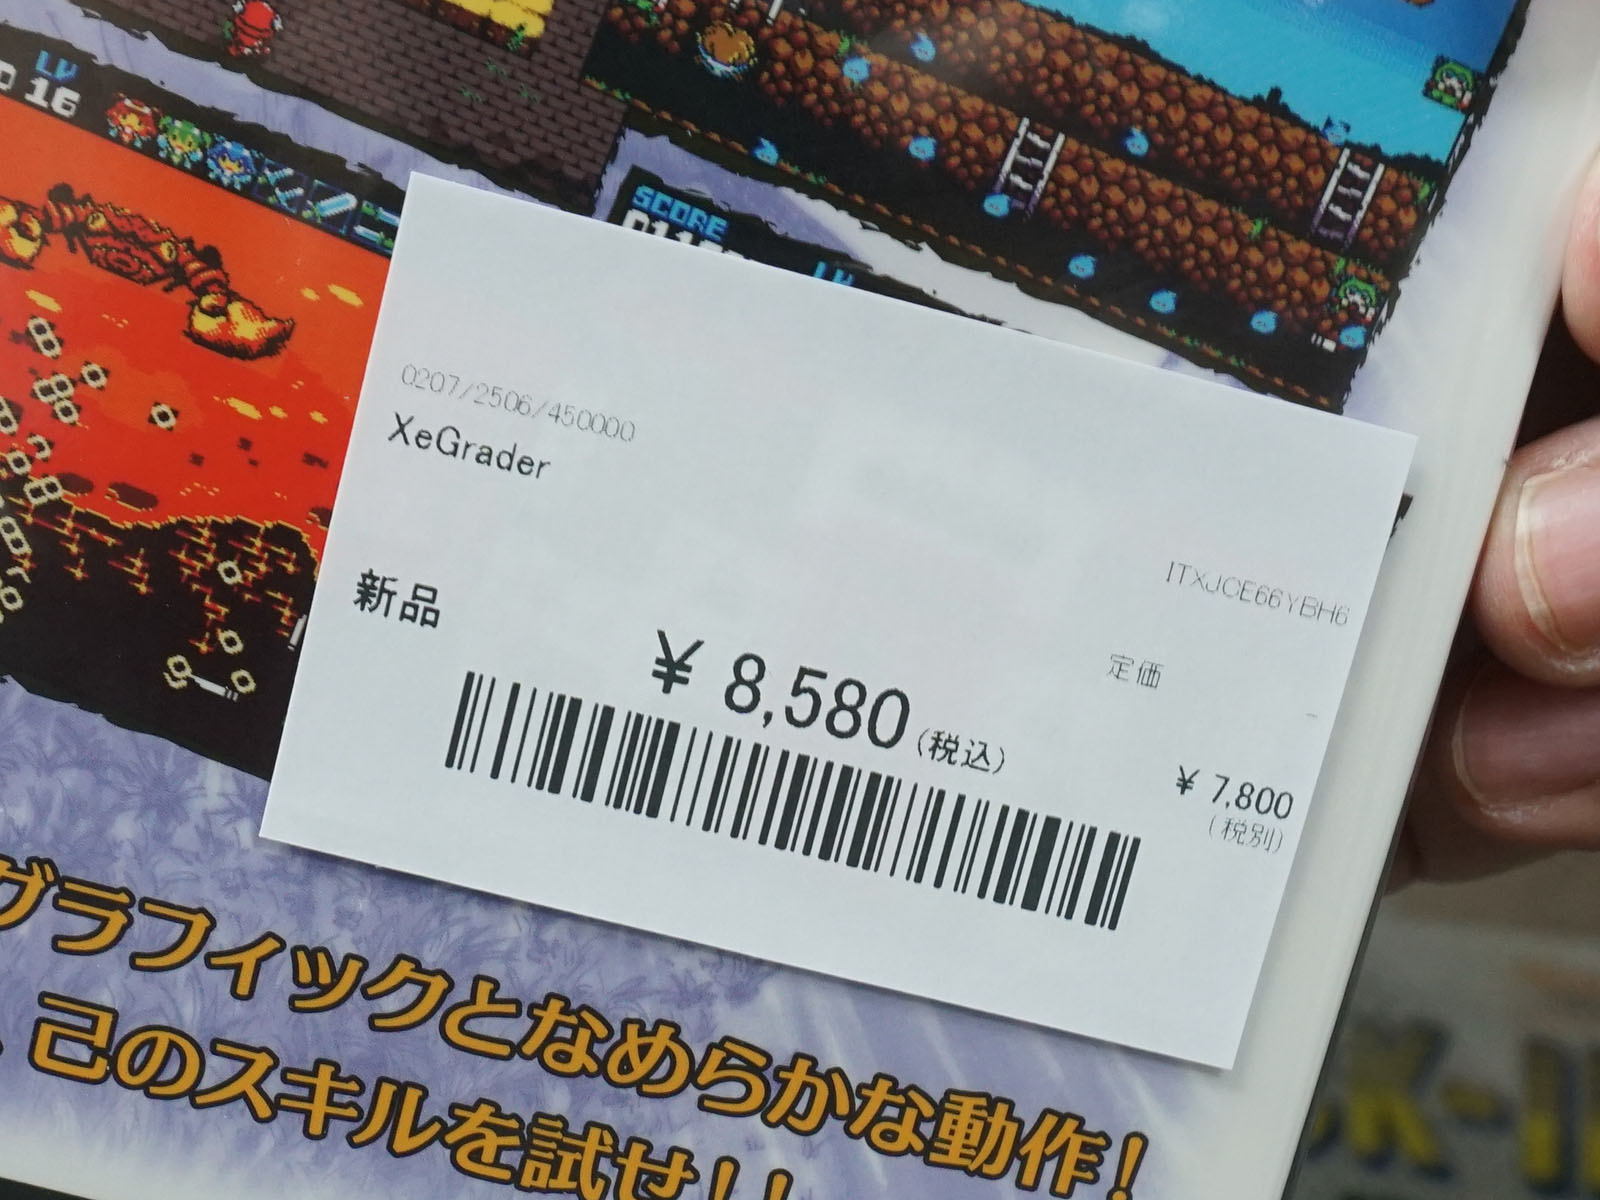 LV
16
SCORE
LV
0207/2506/450000
XeGrader
ITXJCE66YBH6
新品
定価
-
¥ 8,580(税込)
¥ 7,800
(税別)
グラフィックとなめらかな動作!
己のスキルを試せ!!